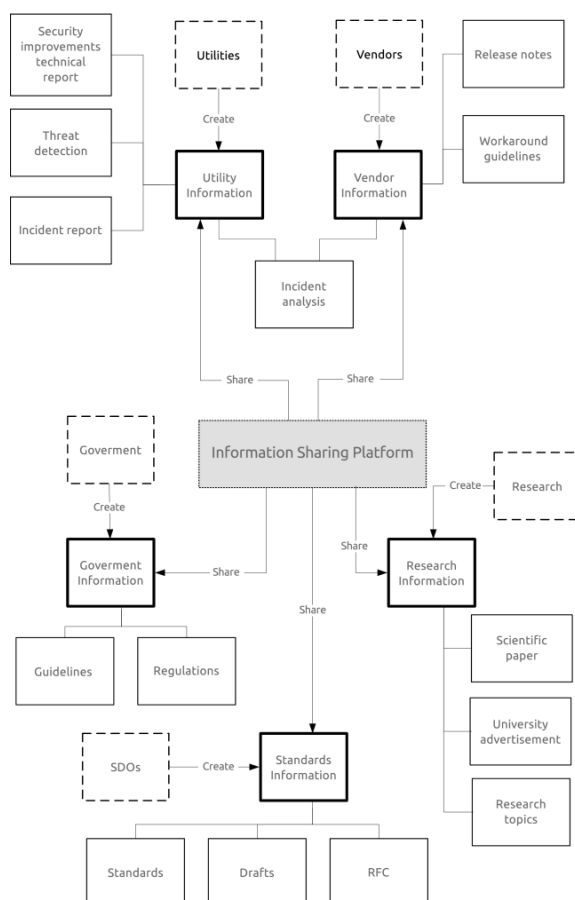 Security
improvements
technical
report
Utilities
Vendors
Release notes
Create
Create
Threat
detection
Utility
Information
Vendor
Information
Workaround
guidelines
Incident report
Incident
analysis
Share
Share
Information Sharing Platform
Goverment
Create
Research
Create
Goverment
Information
Share
Share
Research
Information
Share
Guidelines
Regulations
Scientific
paper
University
advertisement
SDOs
Create
Standards
Information
Research
topics
Standards
Drafts
RFC